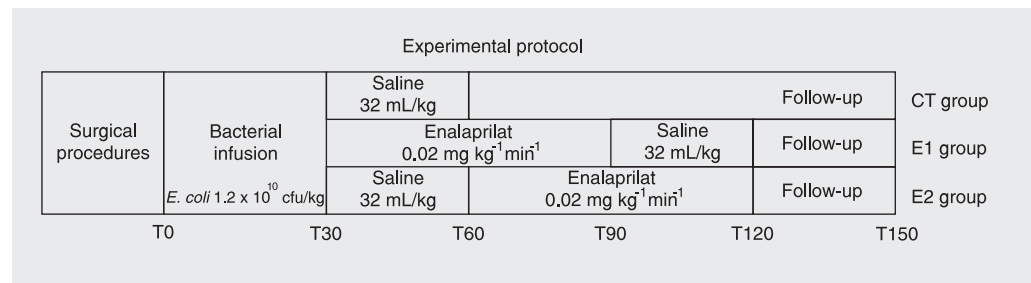 Experimental protocol
Surgical
procedures
Bacterial
infusion
E. coli 1.2 x 10¹⁰ cfu/kg
Saline
32 mL/kg
Follow-up
CT group
Enalaprilat
0.02 mg kg⁻¹min⁻¹
Saline
32 mL/kg
Follow-up
E1 group
Saline
32 mL/kg
Enalaprilat
0.02 mg kg⁻¹min⁻¹
Follow-up
E2 group
T0 T30 T60 T90 T120 T150